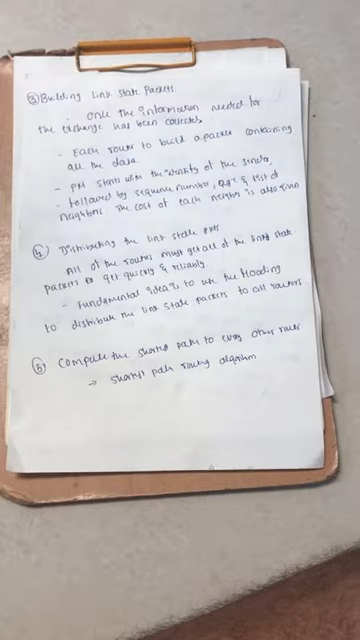 ③ Building Link State Packets.
- Once the information needed for
the exchange has been collected,
- Each router to build a packet containing
all the data.
- pkt starts with the identity of the sender,
- followed by sequence number, age & list of
neighbors. The cost of each neighbor is also given
④ Distributing the link state pkts
All of the routers must get all of the link state
packets get quickly & reliably
- Fundamental idea is to use the flooding
to distribute the link state packets to all routers.
⑤ Compute the shortest path to every other router
→ shortest path routing algorithm